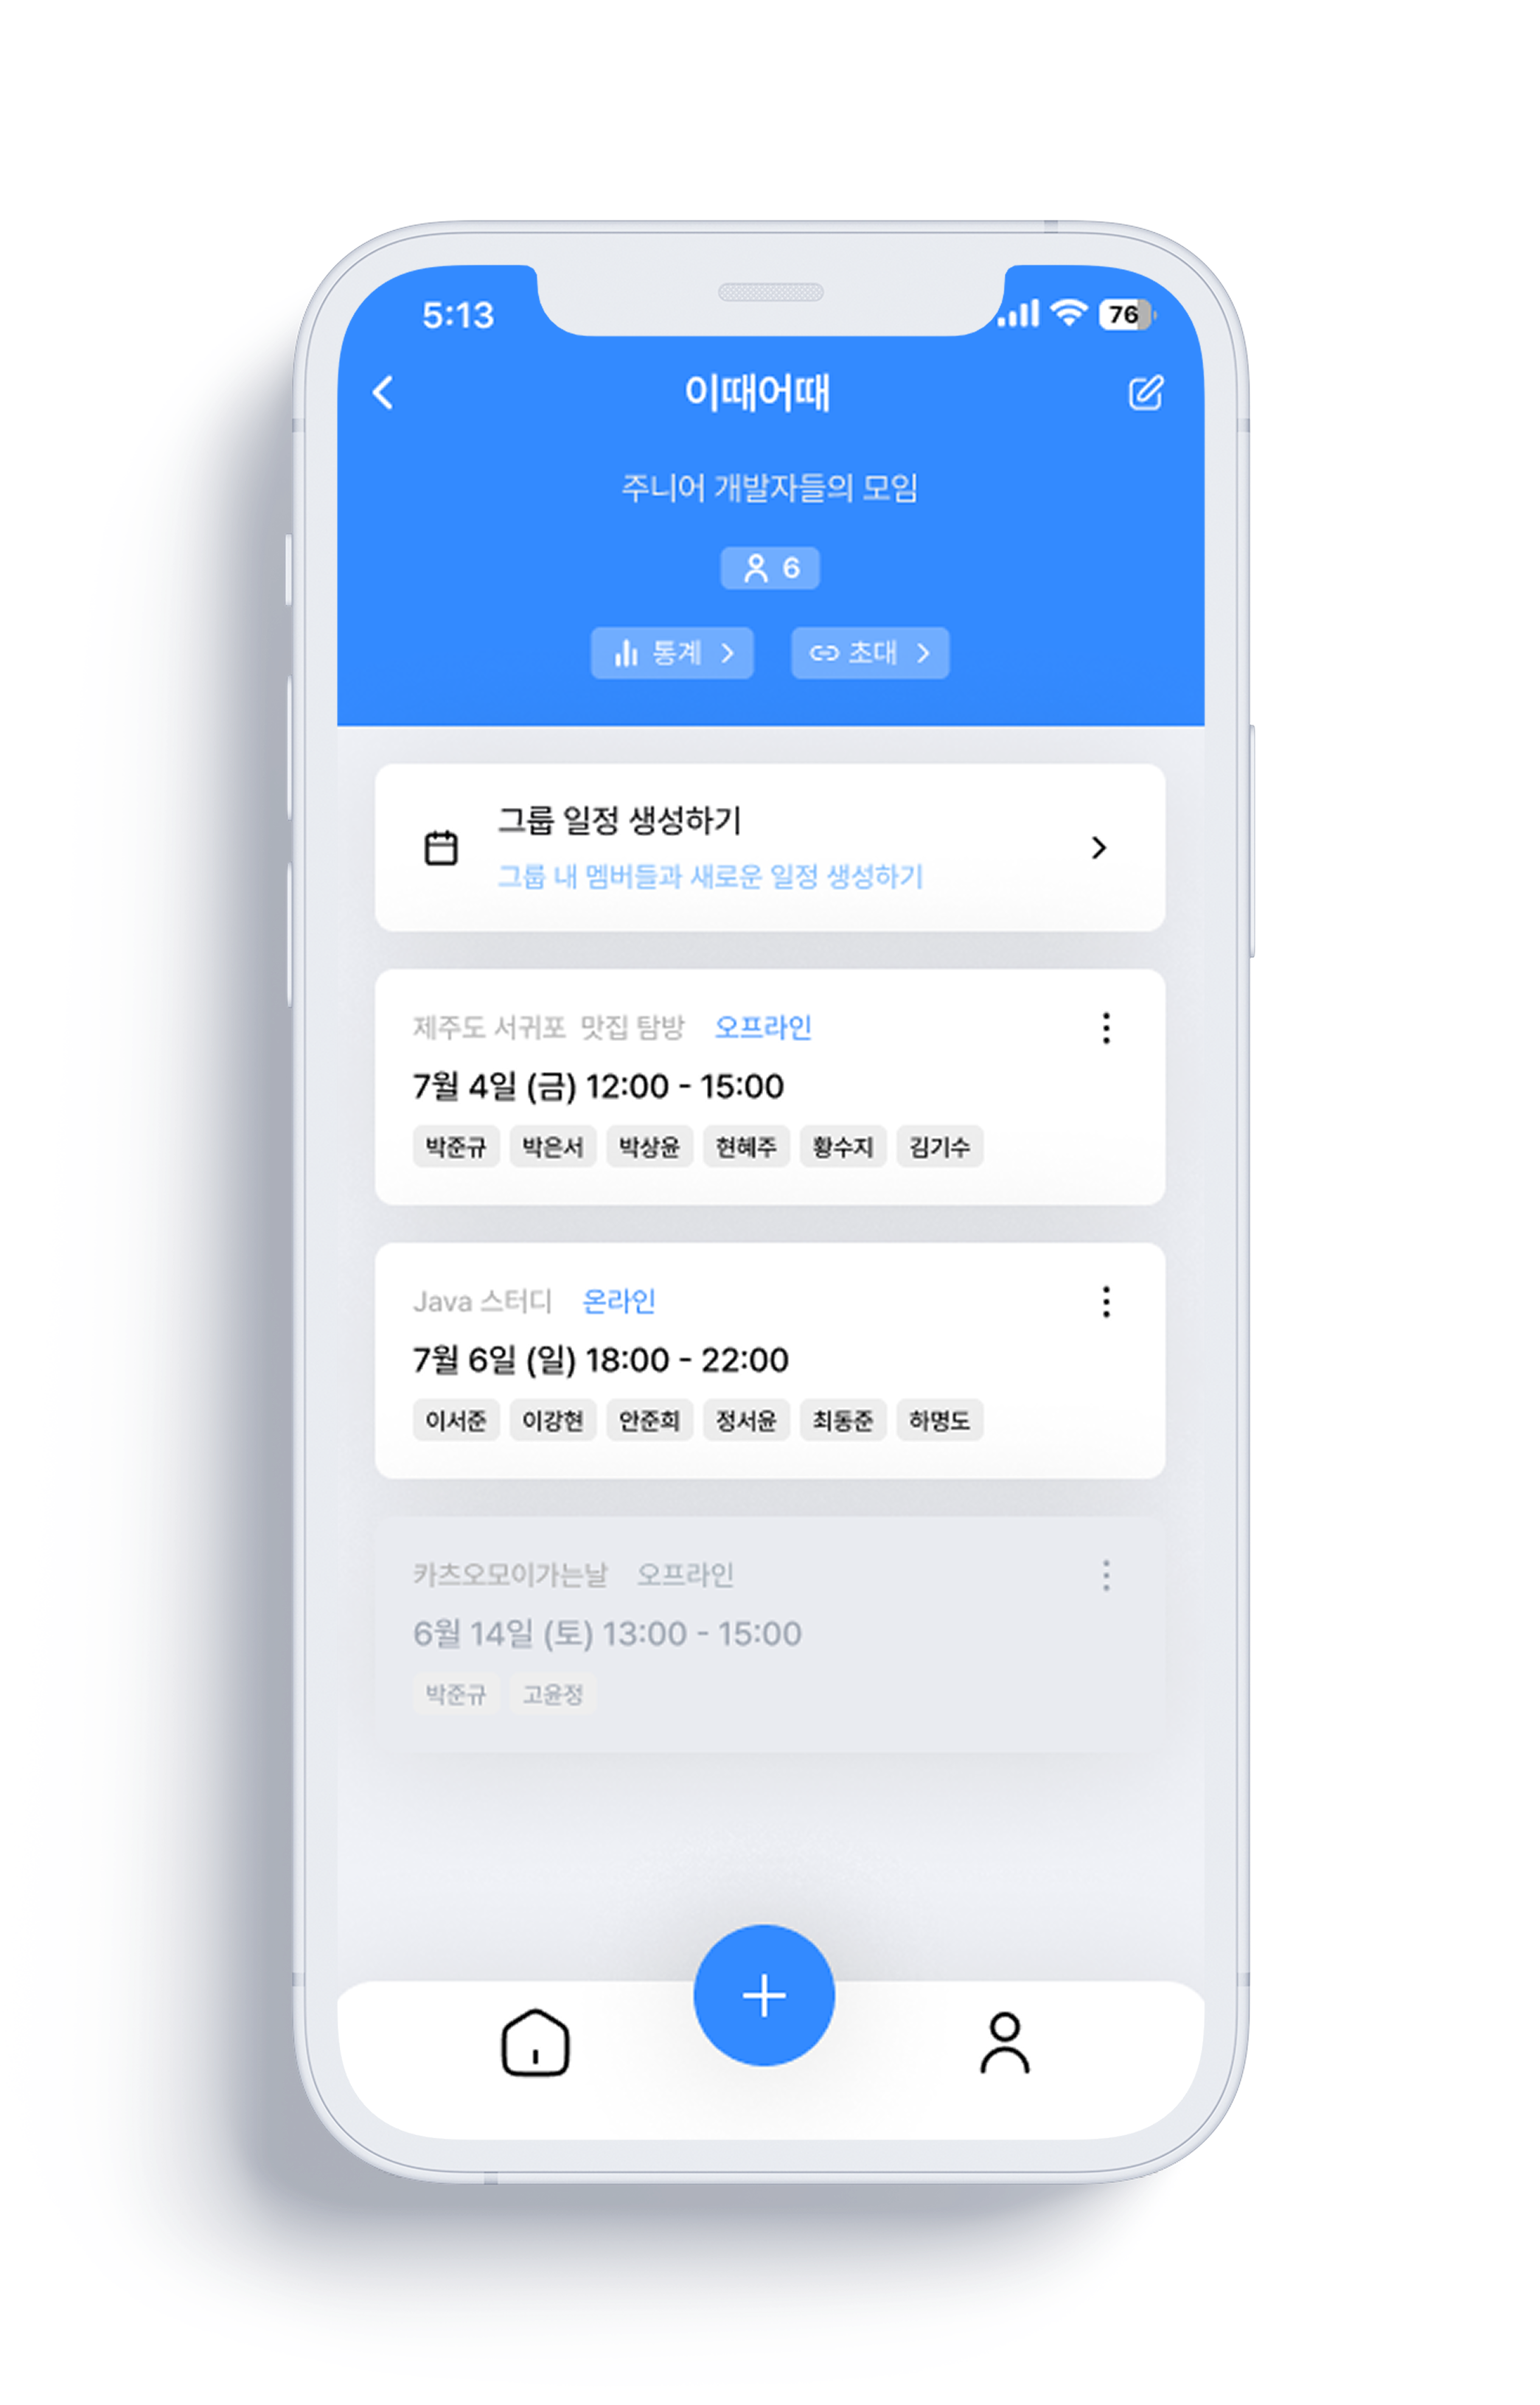 5:13
76
이때어때
주니어 개발자들의 모임
6
통계 초대
그룹 일정 생성하기
그룹 내 멤버들과 새로운 일정 생성하기
제주도 서귀포 맛집 탐방 오프라인
7월 4일 (금) 12:00 - 15:00
박준규 박은서 박상윤 현혜주 황수지 김기수
Java 스터디 온라인
7월 6일 (일) 18:00 - 22:00
이서준 이강현 안준희 정서윤 최동준 하명도
카츠오모이가는날 오프라인
6월 14일 (토) 13:00 - 15:00
박준규 고윤정